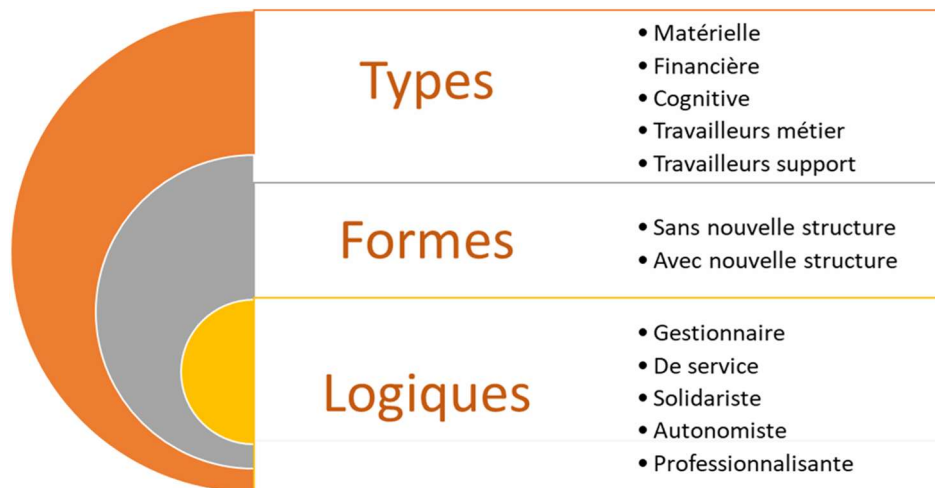 Types
• Matérielle
• Financière
• Cognitive
• Travailleurs métier
• Travailleurs support
Formes
• Sans nouvelle structure
• Avec nouvelle structure
Logiques
• Gestionnaire
• De service
• Solidariste
• Autonomiste
• Professionnalisante